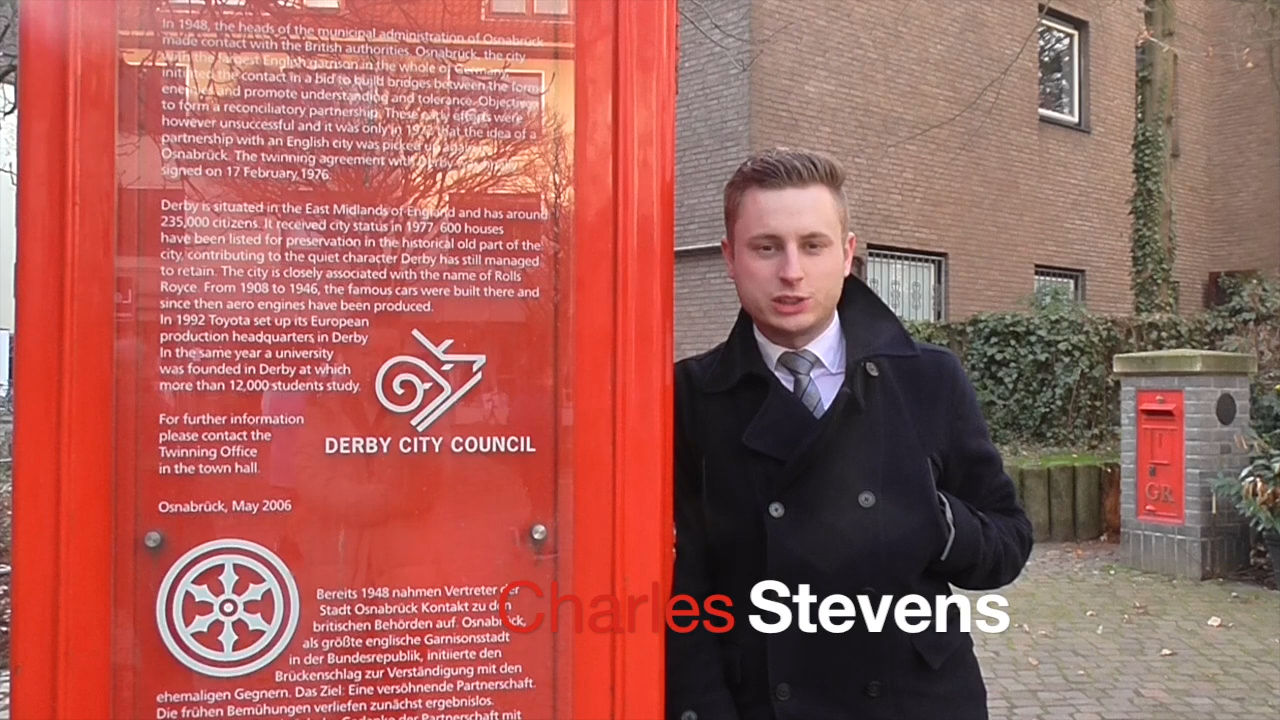 In 1948, the heads of the municipal administration of Osnabrück
made contact with the British authorities. Osnabrück, the city
with the largest English garrison in the whole of Germany,
initiated the contact in a bid to build bridges between the
and promote understanding and tolerance. Objective
to form a reconciliatory partnership. These early efforts were
however unsuccessful and it was only in 1972 that the idea of a
partnership with an English city was picked up
Osnabrück. The twinning agreement with Derby
signed on 17 February 1976.
Derby is situated in the East Midlands of England and has around
235,000 citizens. It received city status in 1977. 600 houses
have been listed for preservation in the historical old part of the
city, contributing to the quiet character Derby has still managed
to retain. The city is closely associated with the name of Rolls
Royce. From 1908 to 1946, the famous cars were built there and
since then aero engines have been produced.
In 1992 Toyota set up its European
production headquarters in Derby
In the same year a university
was founded in Derby at which
more than 12,000 students study.
For further information
please contact the
Twinning Office
in the town hall.
DERBY CITY COUNCIL
Osnabrück, May 2006
Bereits 1948 nahmen Vertreter der
Stadt Osnabrück Kontakt zu den
britischen Behörden auf. Osnabrück,
als größte englische Garnisonsstadt
in der Bundesrepublik, initiierte den
Brückenschlag zur Verständigung mit den
ehemaligen Gegnern. Das Ziel: Eine versöhnende Partnerschaft.
Die frühen Bemühungen verliefen zunächst ergebnislos.
Gedanke der Partnerschaft mit
GR
Charles Stevens